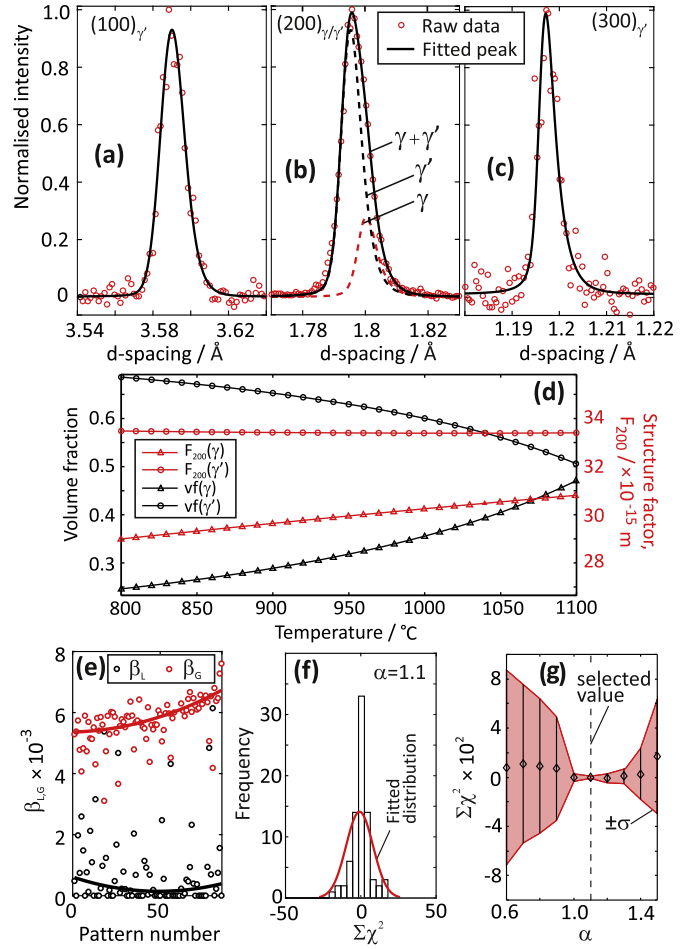 (100)γ'
(200)γ/γ'
Raw data
Fitted peak
(300)γ'
Normalised intensity
1.0
0.8
0.6
0.4
0.2
0
(a)
(b)
(c)
γ+γ'
γ'
γ
3.54 3.58 3.62
1.78 1.8 1.82
1.19 1.2 1.21 1.22
d-spacing / Å
d-spacing / Å
d-spacing / Å
(d)
Volume fraction
0.6
0.5
0.4
0.3
F200(γ)
F200(γ')
vf(γ)
vf(γ')
34
32
30
28
Structure factor,
F200 / ×10-15 m
800 850 900 950 1000 1050 1100
Temperature / °C
(e)
βL βG
βL,G × 10-3
8
6
4
2
0
0 50
Pattern number
(f)
α=1.1
Frequency
30
20
10
0
Fitted
distribution
-50 0 50
Σχ2
(g)
selected
value
Σχ2 × 102
8
4
0
-4
-8
±σ
0.6 1.0 1.4
α